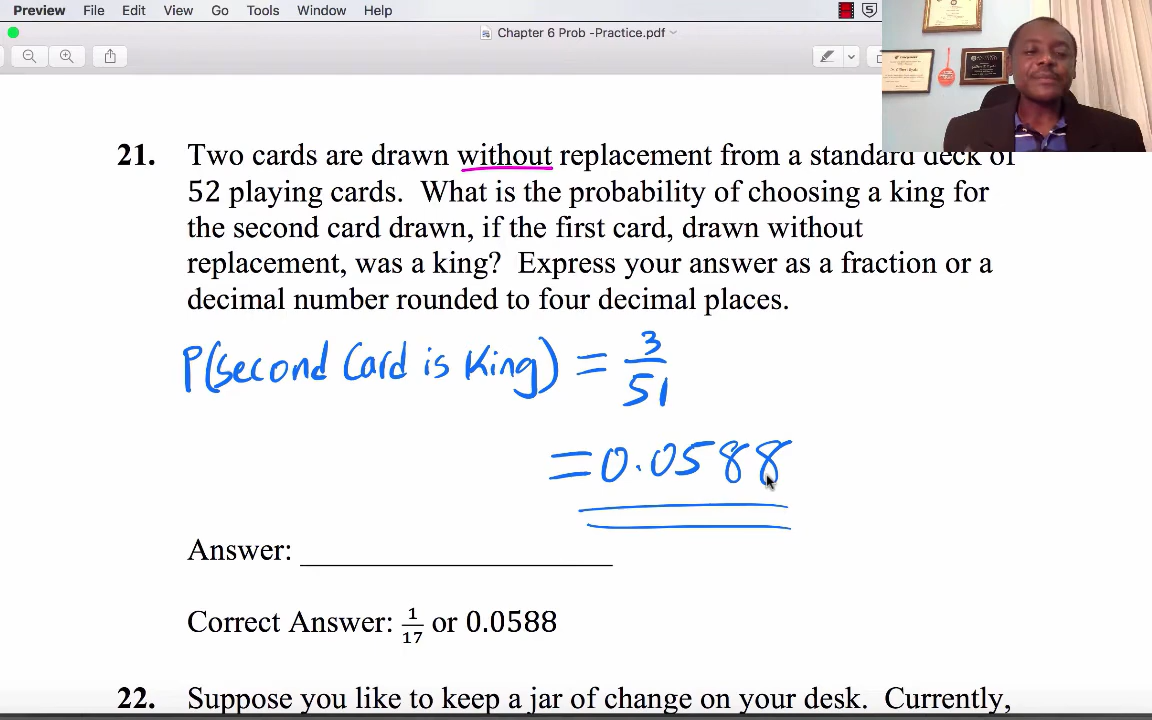 Preview File Edit View Go Tools Window Help 5
Chapter 6 Prob -Practice.pdf
21. Two cards are drawn without replacement from a standard deck of
52 playing cards. What is the probability of choosing a king for
the second card drawn, if the first card, drawn without
replacement, was a king? Express your answer as a fraction or a
decimal number rounded to four decimal places.
P(second Card is King) = 3/51
= 0.0588
Answer:
Correct Answer: 1/17 or 0.0588
22. Suppose you like to keep a jar of change on your desk. Currently,